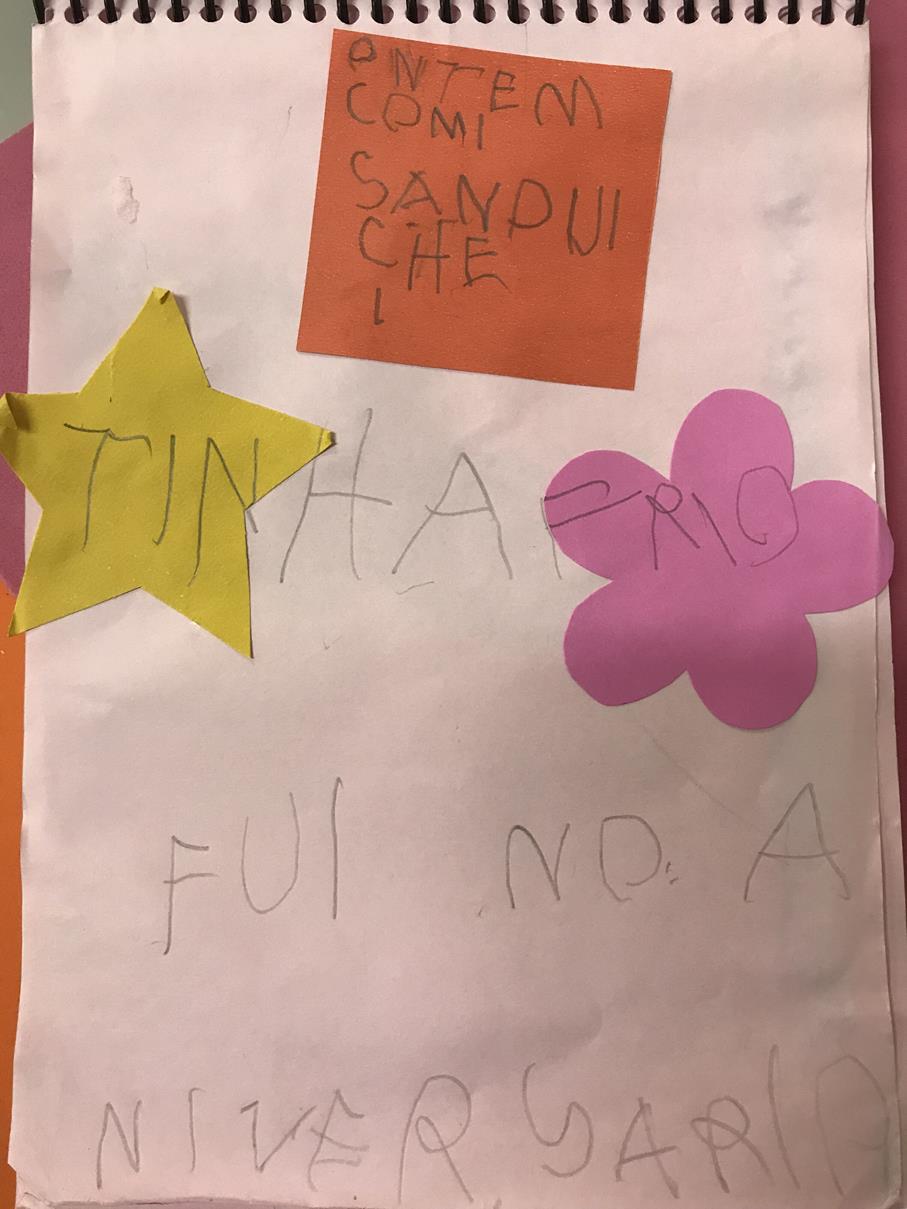 ONTEM
COMI
SANDUI
CHE
I
TINHA FRIO
FUI NO. A
NIVERSARIO